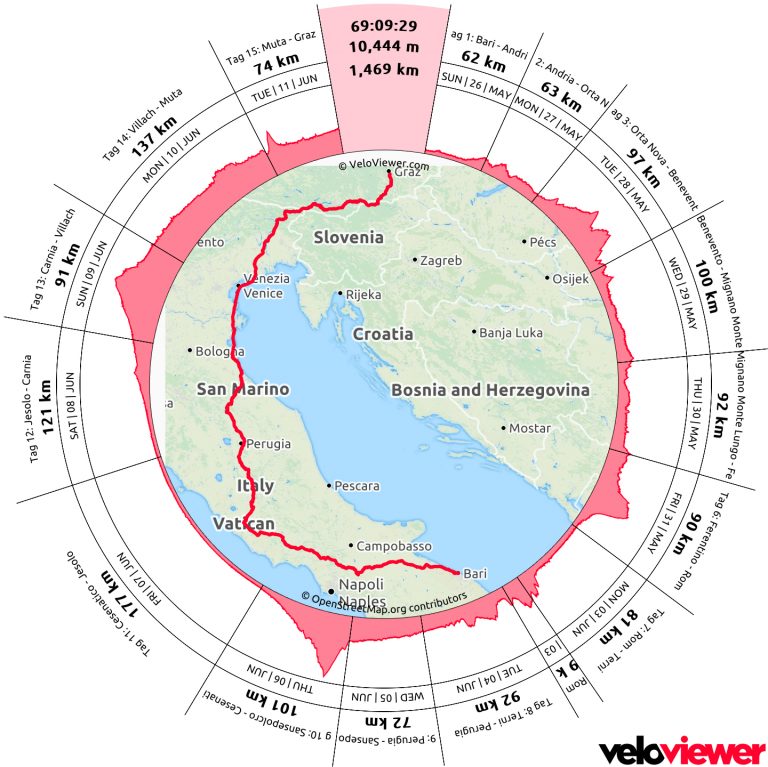 69:09:29
10,444 m
1,469 km
ag 1: Bari - Andri
62 km
SUN | 26 | MAY
2: Andria - Orta N
63 km
MON | 27 | MAY
ag 3: Orta Nova - Benevent
97 km
TUE | 28 | MAY
Benevento - Mignano Monte
100 km
WED | 29 | MAY
Mignano Monte Lungo - Fe
92 km
THU | 30 | MAY
Tag 6: Ferentino - Rom
90 km
FRI | 31 | MAY
Tag 7: Rom - Terni
81 km
MON | 03 | JUN
Rom
9 k
| 03
Tag 8: Terni - Perugia
92 km
TUE | 04 | JUN
9: Perugia - Sansepo
72 km
WED | 05 | JUN
g 10: Sansepolcro - Cesenati
101 km
THU | 06 | JUN
Tag 11: Cesenatico - Jesolo
177 km
FRI | 07 | JUN
Tag 12: Jesolo - Carnia
121 km
SAT | 08 | JUN
Tag 13: Carnia - Villach
91 km
SUN | 09 | JUN
Tag 14: Villach - Muta
137 km
MON | 10 | JUN
Tag 15: Muta - Graz
74 km
TUE | 11 | JUN
© VeloViewer.com
Graz
Slovenia
Pécs
ento
Zagreb
Osijek
Venezia
Venice
Rijeka
Croatia
Banja Luka
Bologna
San Marino
Bosnia and Herzegovina
sa
Mostar
Perugia
Italy
Pescara
Vatican
Campobasso
Bari
Napoli
Naples
© OpenStreetMap.org contributors
veloviewer